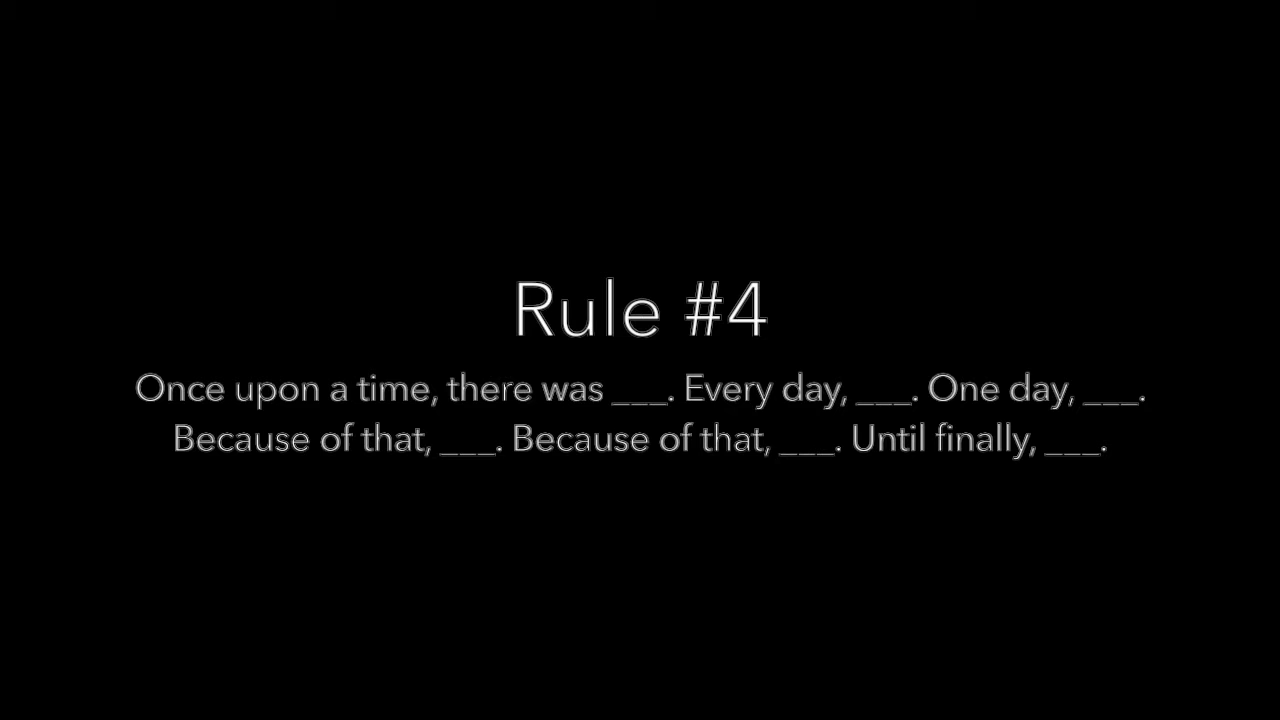 Rule #4
Once upon a time, there was ___. Every day, ___. One day, ___.
Because of that, ___. Because of that, ___. Until finally, ___.